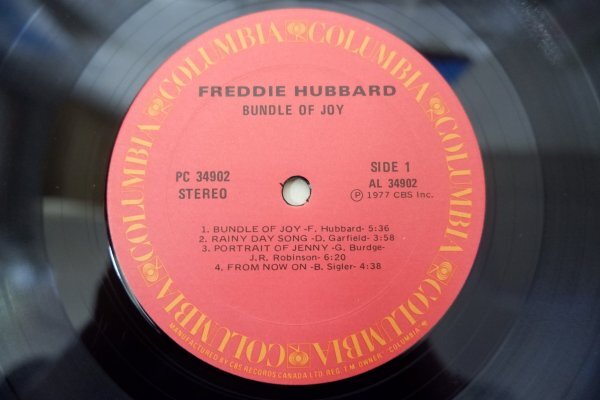 COLUMBIA COLUMBIA COLUMBIA COLUMBIA COLUMBIA COLUMBIA
FREDDIE HUBBARD
BUNDLE OF JOY
PC 34902
STEREO
SIDE 1
AL 34902
Ⓟ 1977 CBS Inc.
1. BUNDLE OF JOY -F. Hubbard- 5:36
2. RAINY DAY SONG -D. Garfield- 3:58
3. PORTRAIT OF JENNY -G. Burdge-
J.R. Robinson- 6:20
4. FROM NOW ON -B. Sigler- 4:38
MANUFACTURED BY CBS RECORDS CANADA LTD REG. T.M. OWNER "COLUMBIA"